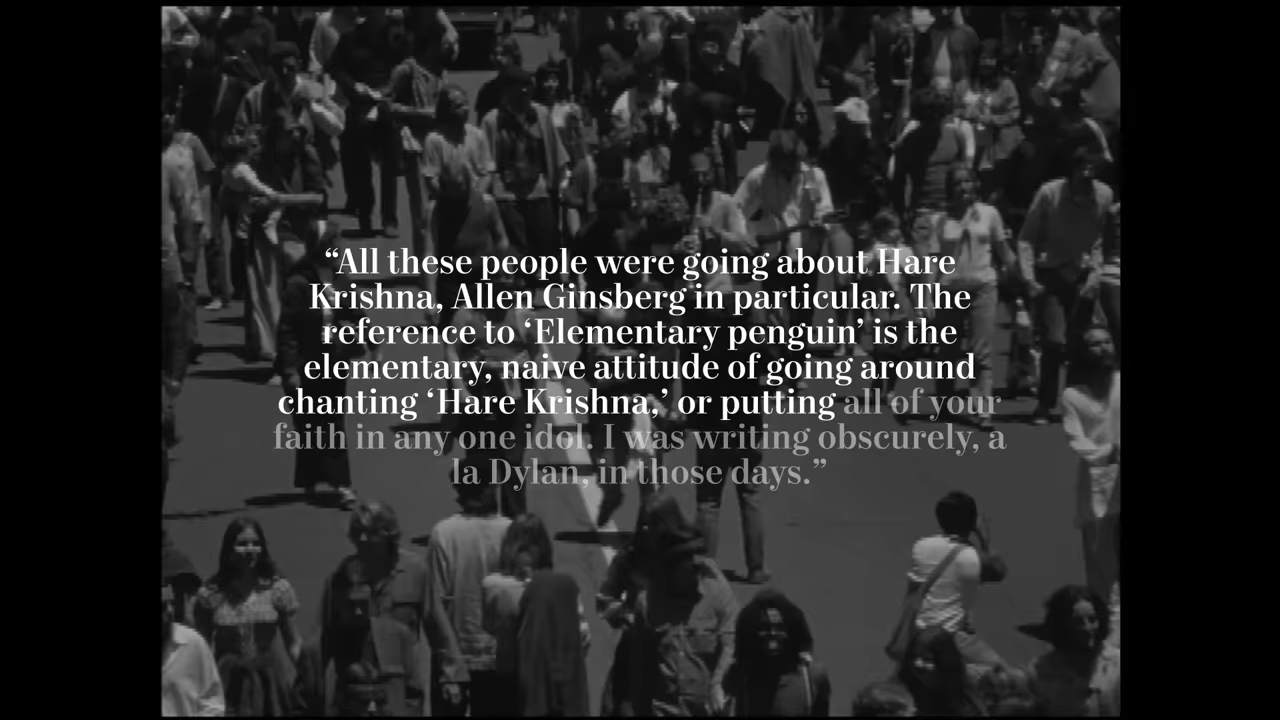 “All these people were going about Hare
Krishna, Allen Ginsberg in particular. The
reference to ‘Elementary penguin’ is the
elementary, naive attitude of going around
chanting ‘Hare Krishna,’ or putting all of your
faith in any one idol. I was writing obscurely, a
la Dylan, in those days.”